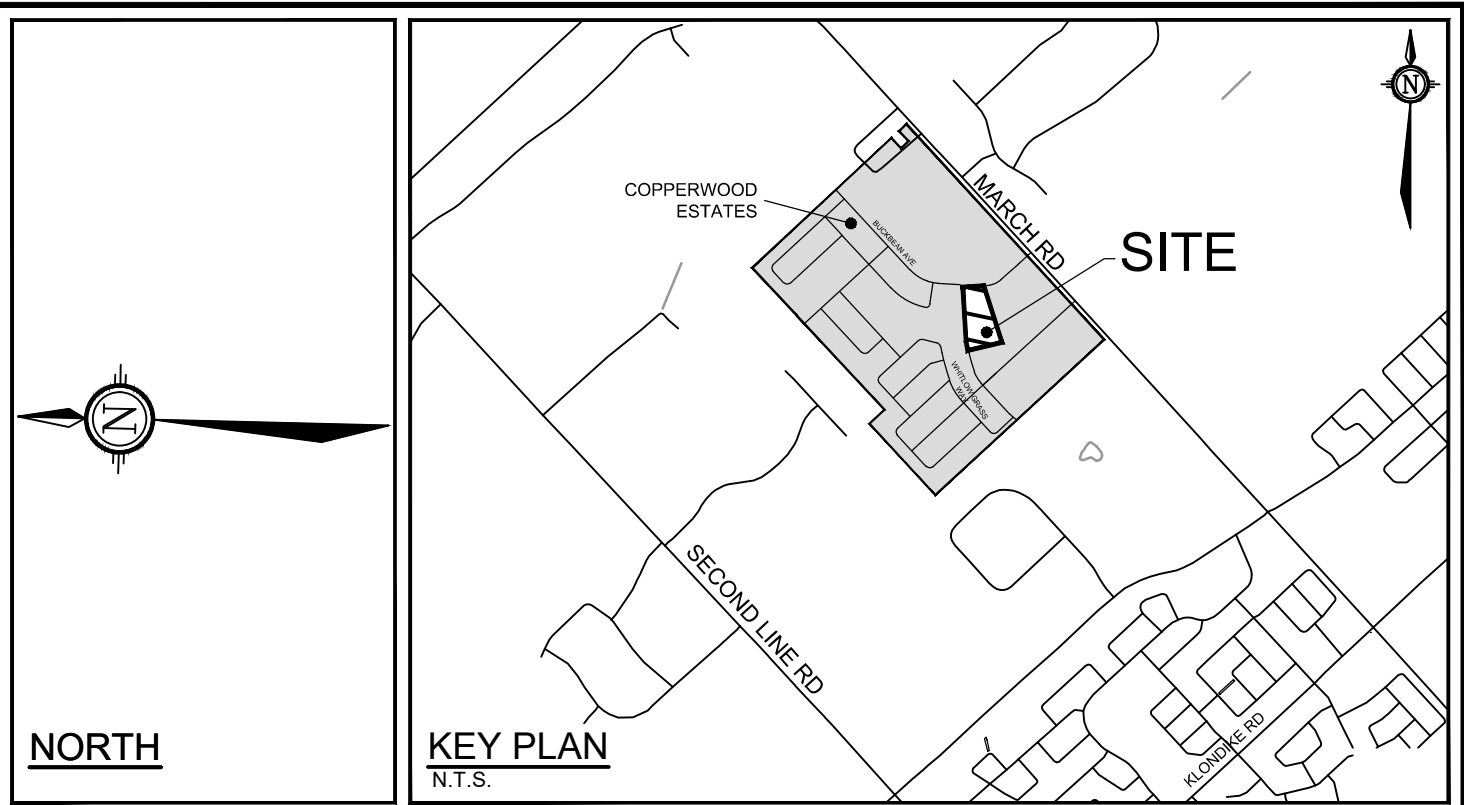 N
NORTH
N
COPPERWOOD
ESTATES
MARCH RD
BUCKBEAN AVE
SITE
WHITLOW GRASS
WAY
SECOND LINE RD
KLONDIKE RD
KEY PLAN
N.T.S.